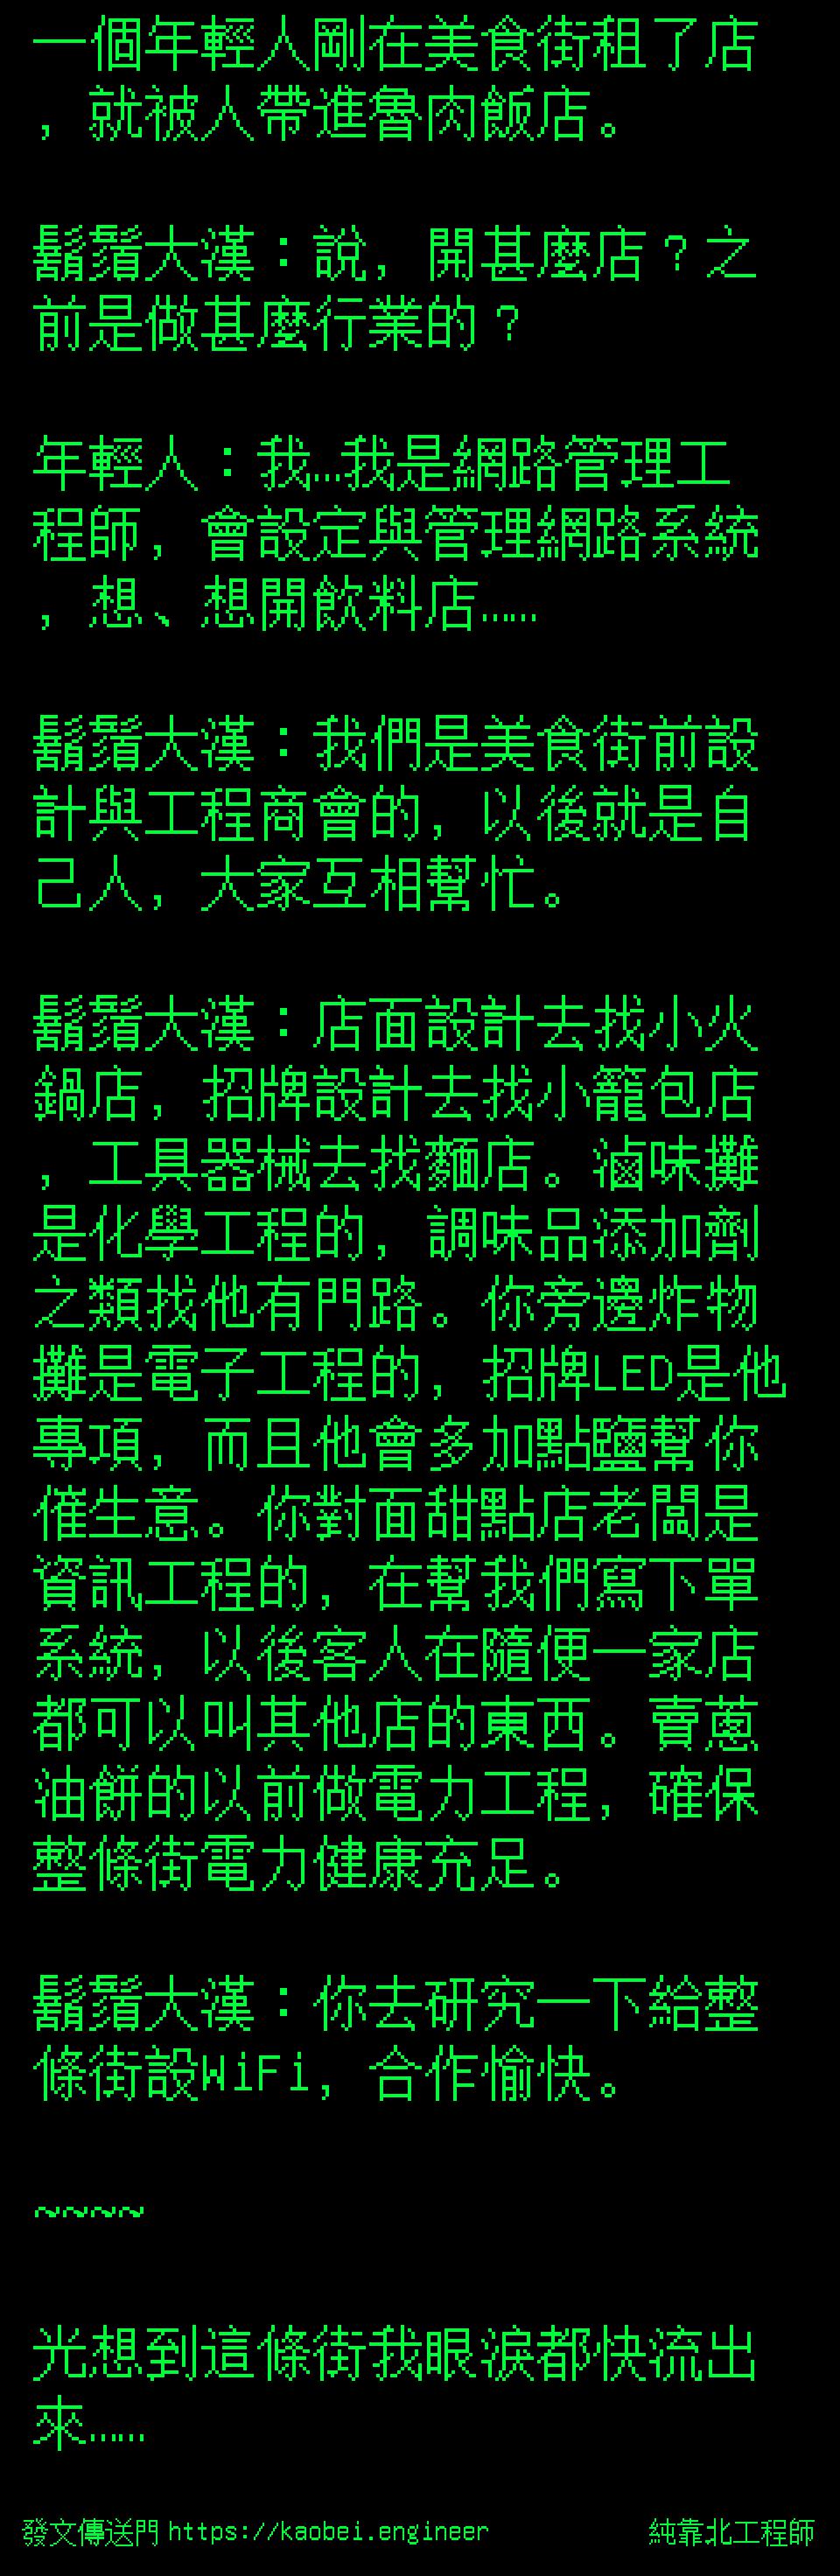 一個年輕人剛在美食街租了店
，就被人帶進魯肉飯店。
鬍鬚大漢：說，開甚麼店？之
前是做甚麼行業的？
年輕人：我…我是網路管理工
程師，會設定與管理網路系統
，想、想開飲料店……
鬍鬚大漢：我們是美食街前設
計與工程商會的，以後就是自
己人，大家互相幫忙。
鬍鬚大漢：店面設計去找小火
鍋店，招牌設計去找小籠包店
，工具器械去找麵店。滷味攤
是化學工程的，調味品添加劑
之類找他有門路。你旁邊炸物
攤是電子工程的，招牌LED是他
專項，而且他會多加點鹽幫你
催生意。你對面甜點店老闆是
資訊工程的，在幫我們寫下單
系統，以後客人在隨便一家店
都可以叫其他店的東西。賣蔥
油餅的以前做電力工程，確保
整條街電力健康充足。
鬍鬚大漢：你去研究一下給整
條街設WiFi，合作愉快。
~~~~
光想到這條街我眼淚都快流出
來……
發文傳送門 https://kaobei.engineer
純靠北工程師